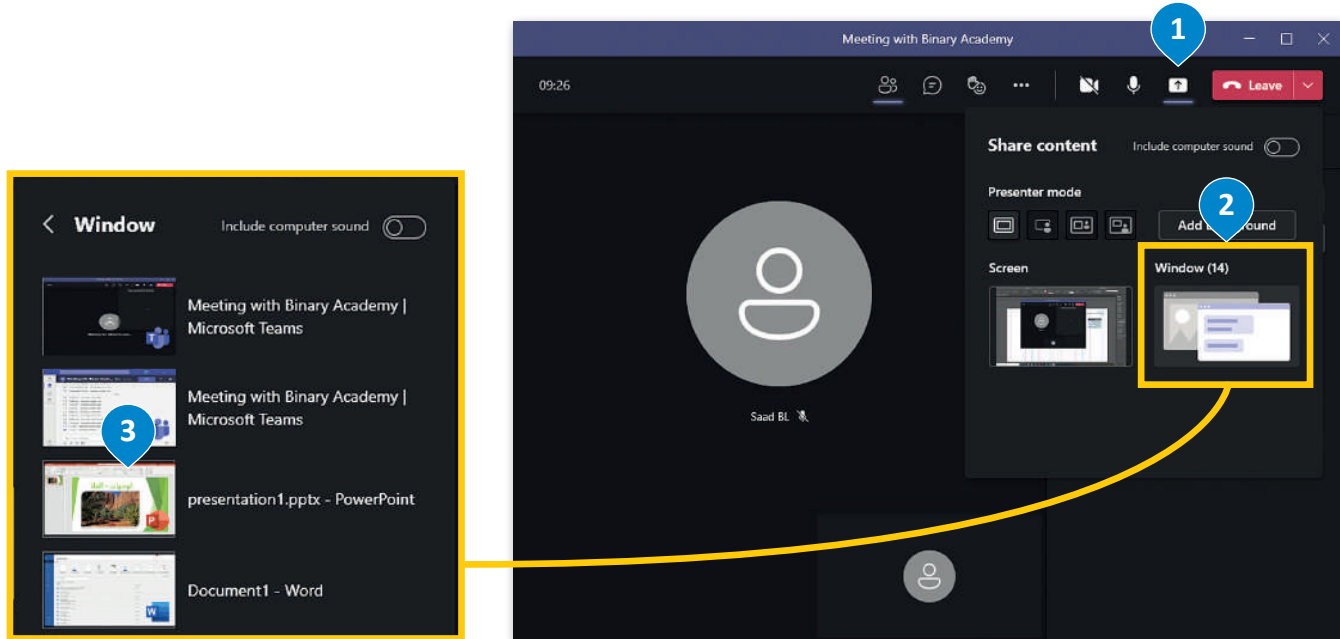 1
Meeting with Binary Academy
09:26
Leave
Share content
Include computer sound
Presenter mode
2
Add
ound
Screen
Window (14)
Saad BL
Window
Include computer sound
Meeting with Binary Academy |
Microsoft Teams
Meeting with Binary Academy |
Microsoft Teams
3
presentation1.pptx - PowerPoint
Document1 - Word